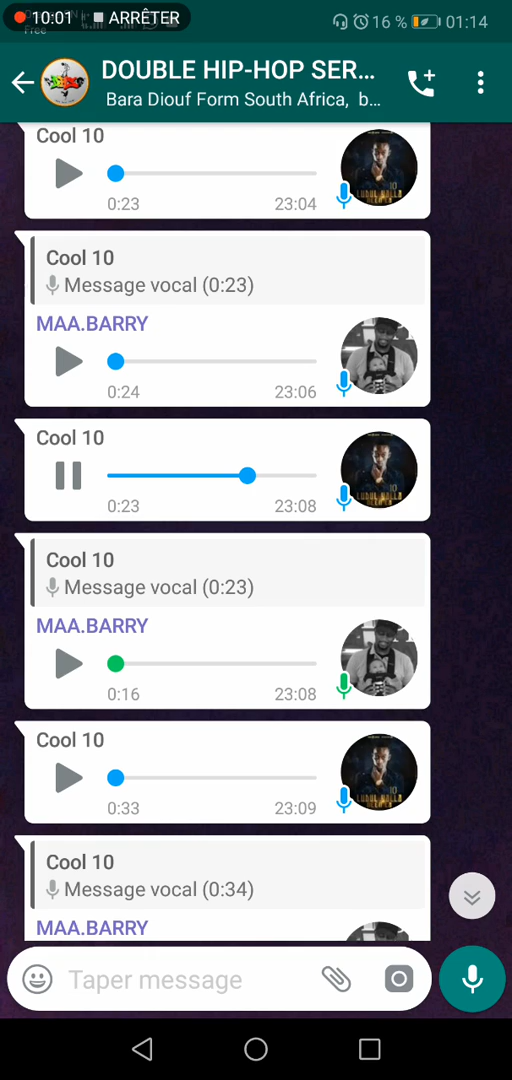 10:01 ARRÊTER
Free
16 % 01:14
DOUBLE HIP-HOP SER...
Bara Diouf Form South Africa, b...
Cool 10
0:23 23:04
Cool 10
Message vocal (0:23)
MAA.BARRY
0:24 23:06
Cool 10
0:23 23:08
Cool 10
Message vocal (0:23)
MAA.BARRY
0:16 23:08
Cool 10
0:33 23:09
Cool 10
Message vocal (0:34)
MAA.BARRY
Taper message